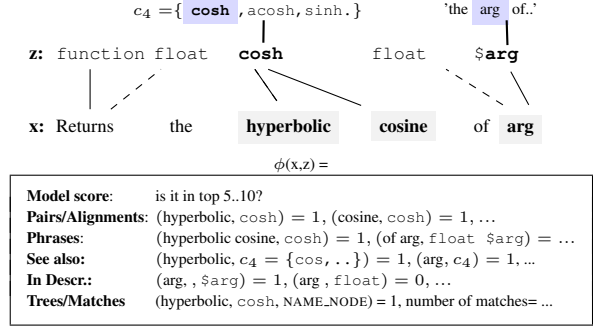 c4 ={ cosh ,acosh,sinh.} 'the arg of..'
z: function float cosh float $arg
x: Returns the hyperbolic cosine of arg
ϕ(x,z) =
Model score: is it in top 5..10?
Pairs/Alignments: (hyperbolic, cosh) = 1, (cosine, cosh) = 1, ...
Phrases: (hyperbolic cosine, cosh) = 1, (of arg, float $arg) = ...
See also: (hyperbolic, c4 = {cos,..}) = 1, (arg, c4) = 1, ...
In Descr.: (arg, , $arg) = 1, (arg , float) = 0, ...
Trees/Matches (hyperbolic, cosh, NAME_NODE) = 1, number of matches= ...